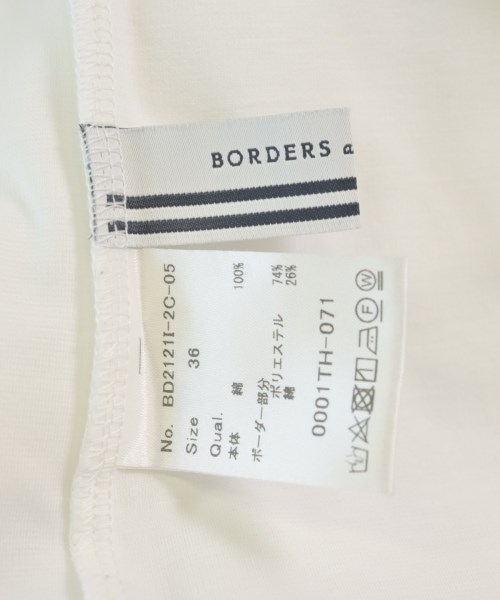 BORDERS a
No. BD2121I-2C-05
Size 36
Qual.
本体 綿 100%
ボーダー部分
ポリエステル 74%
綿 26%
0001TH-071